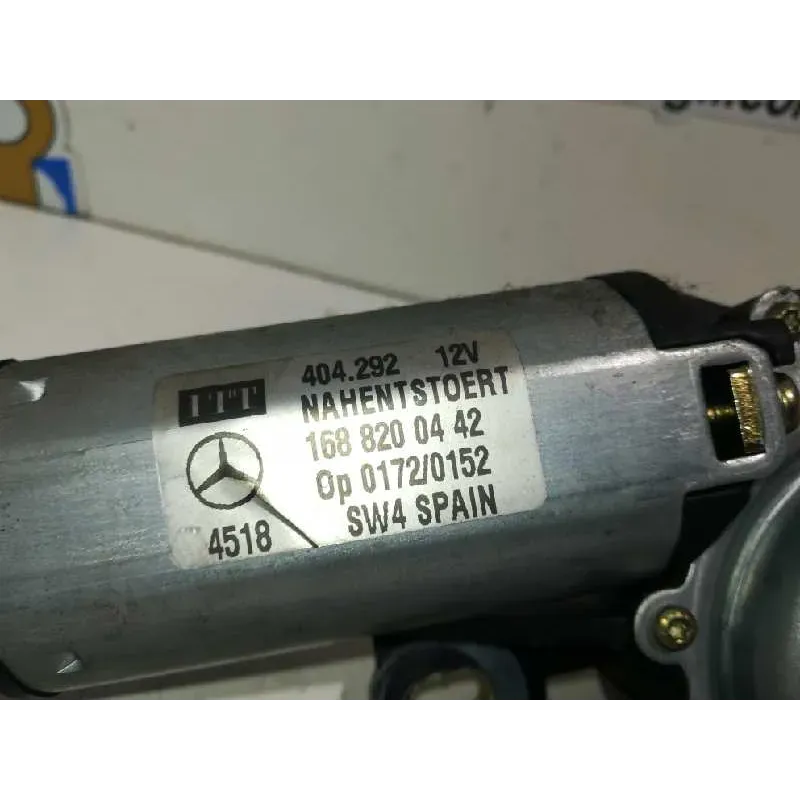 404.292 12V
ITT NAHENTSTOERT
168 820 04 42
Op 0172/0152
4518 SW4 SPAIN